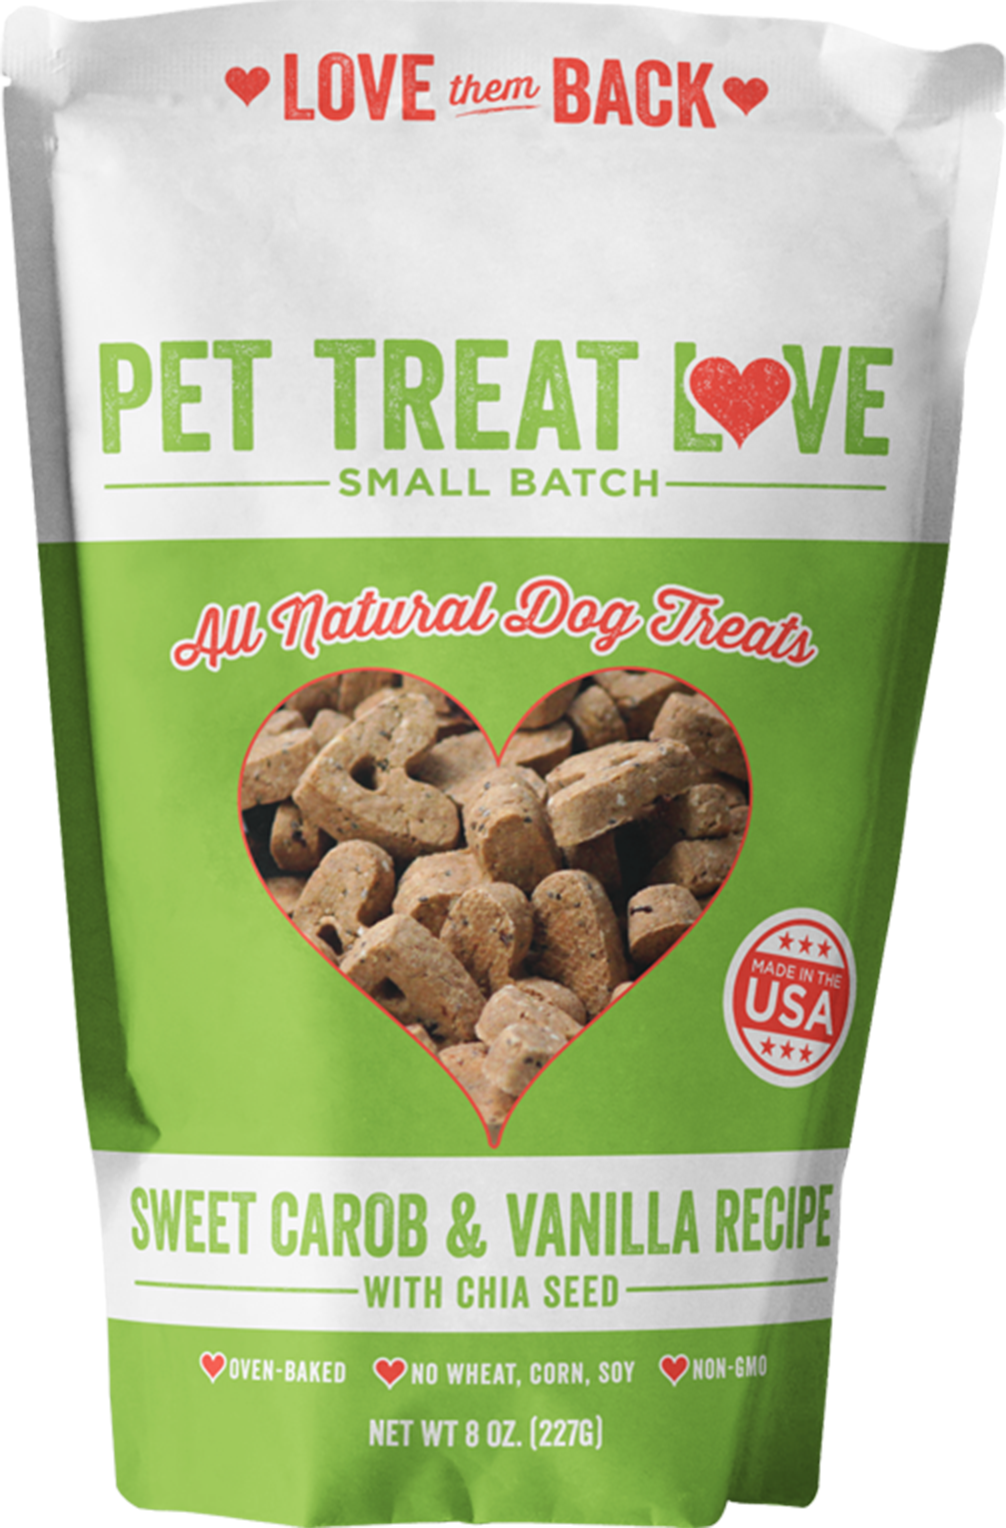 LOVE them BACK
PET TREAT LOVE
SMALL BATCH
All Natural Dog Treats
MADE IN THE
USA
SWEET CAROB & VANILLA RECIPE
WITH CHIA SEED
OVEN-BAKED NO WHEAT, CORN, SOY NON-GMO
NET WT 8 OZ. (227G)